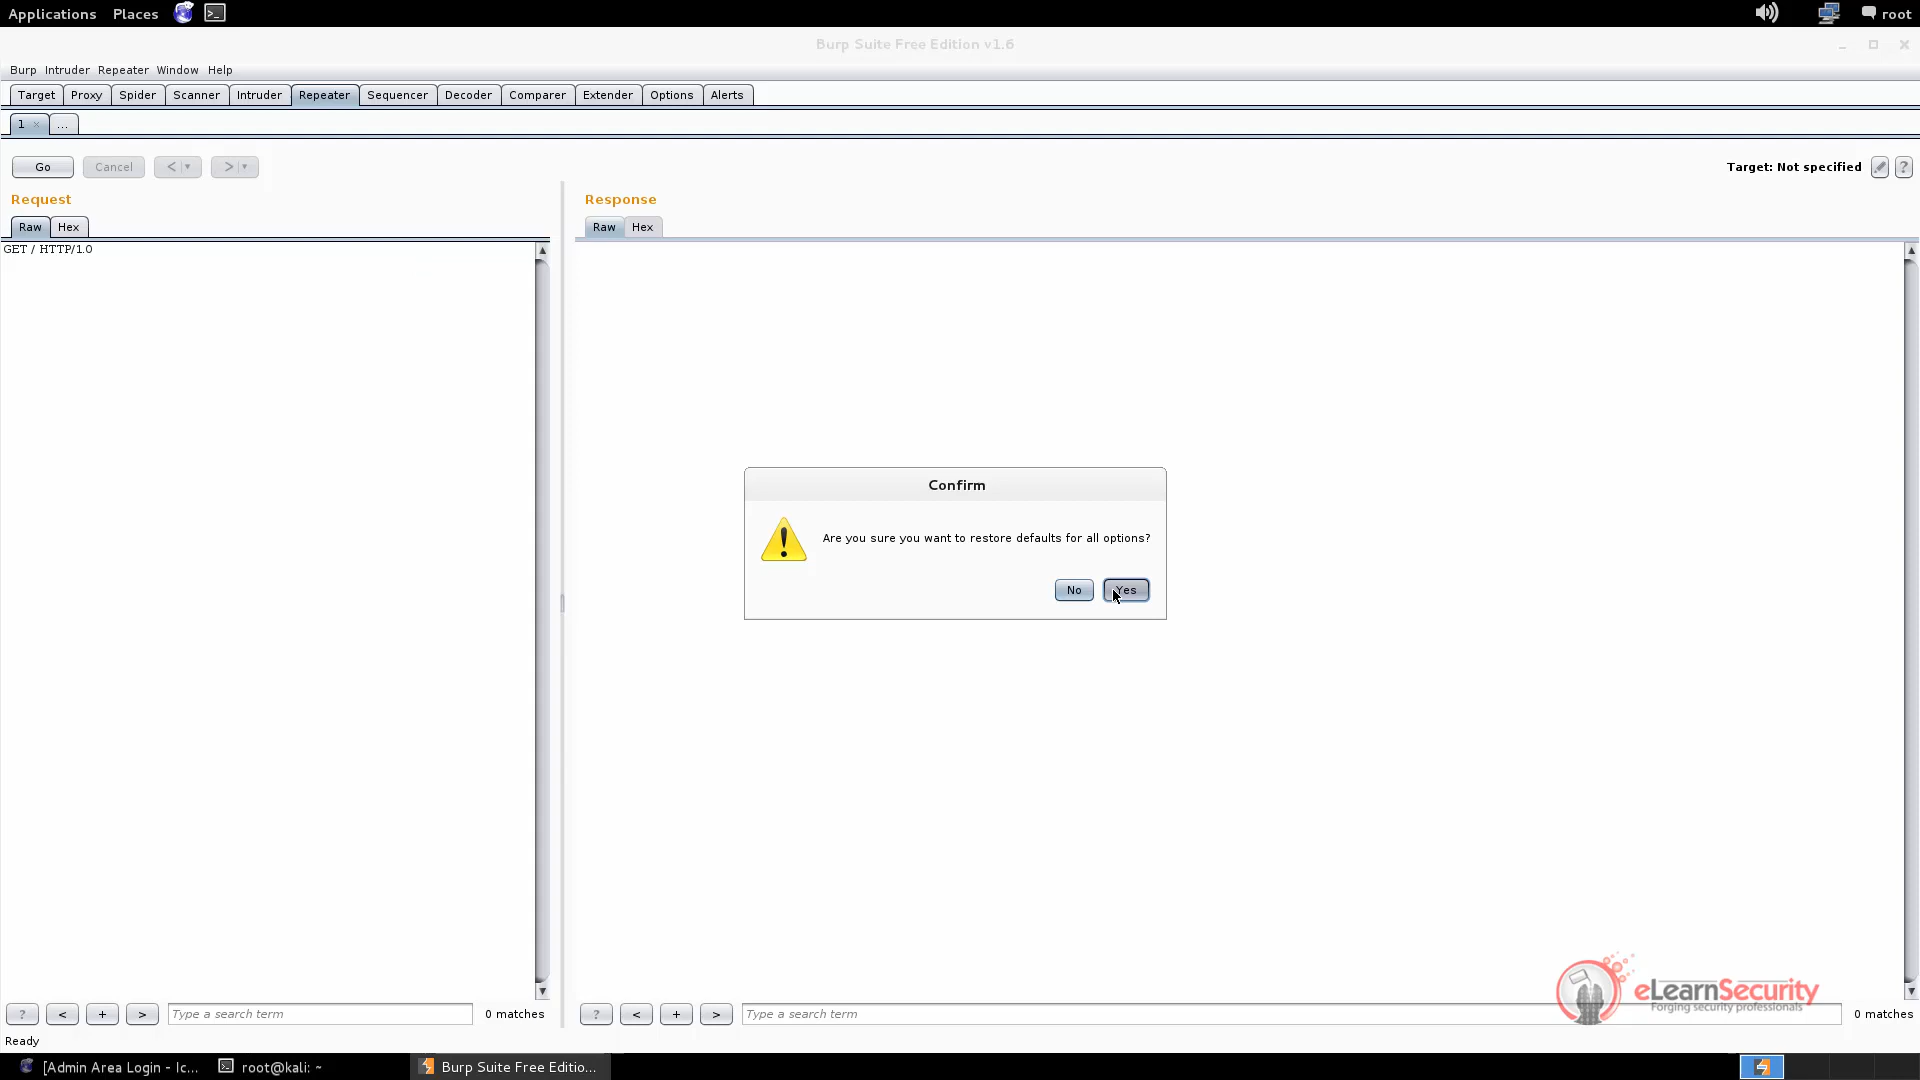 Applications Places root
Burp Suite Free Edition v1.6
Burp Intruder Repeater Window Help
Target Proxy Spider Scanner Intruder Repeater Sequencer Decoder Comparer Extender Options Alerts
1 × ...
Go Cancel < > Target: Not specified ?
Request Response
Raw Hex Raw Hex
GET / HTTP/1.0
Confirm
Are you sure you want to restore defaults for all options?
No Yes
eLearnSecurity
Forging security professionals
? < + > Type a search term 0 matches ? < + > Type a search term 0 matches
Ready
[Admin Area Login - Ic... root@kali: ~ Burp Suite Free Editio...